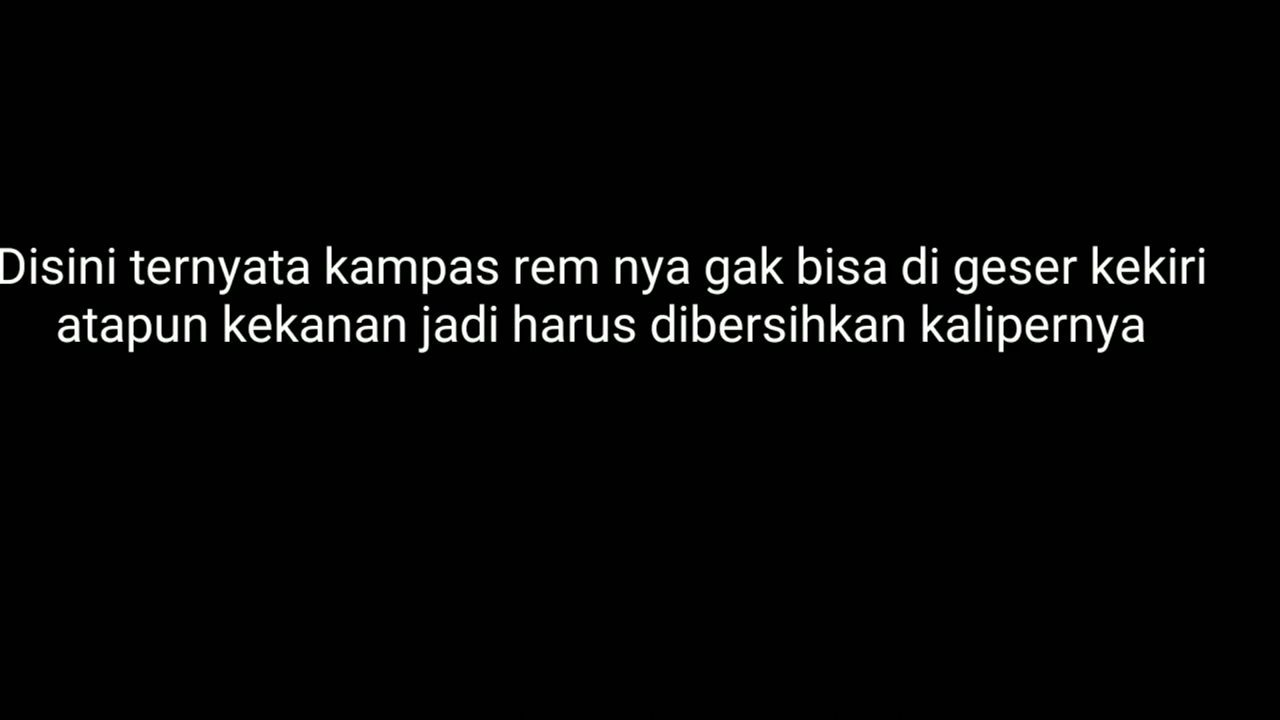 Disini ternyata kampas rem nya gak bisa di geser kekiri
atapun kekanan jadi harus dibersihkan kalipernya